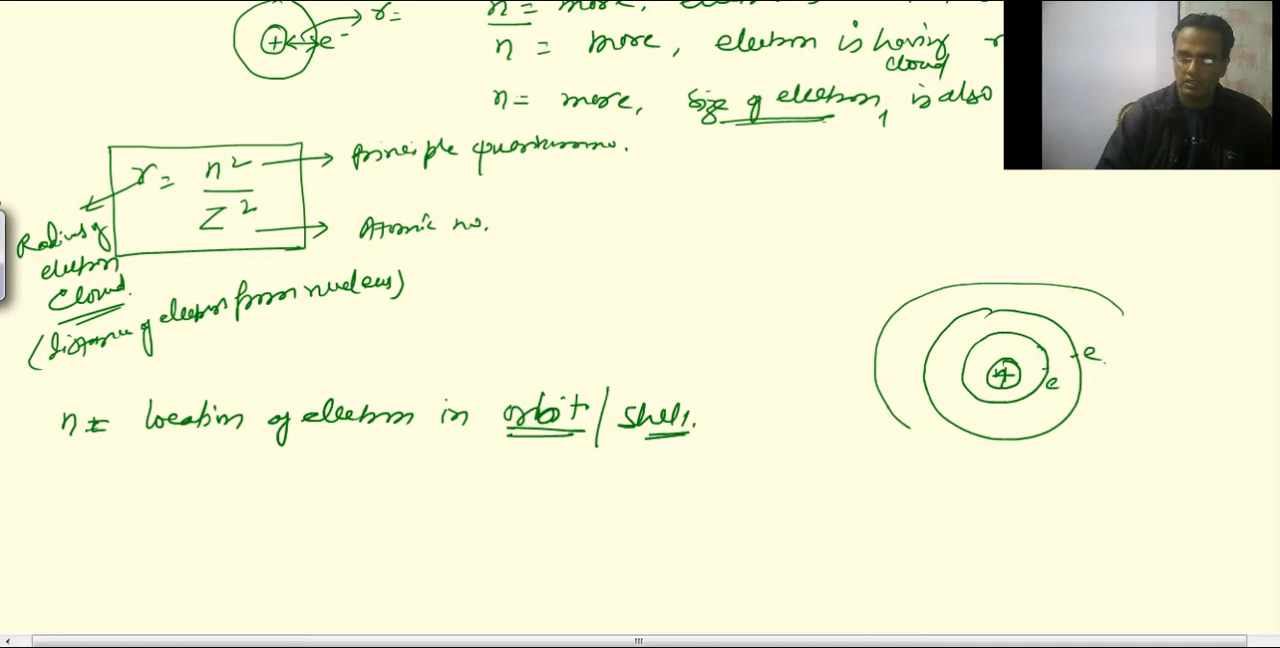 r=
n = more,
+ e-
n = more, electron is having
cloud
n = more, size of electron, is also
r = n²/Z²
Principle quantum no.
Atomic no.
Radius of
electron
Cloud.
(distance of electron from nucleus)
n = location of electron in orbit / shell.
+ e e